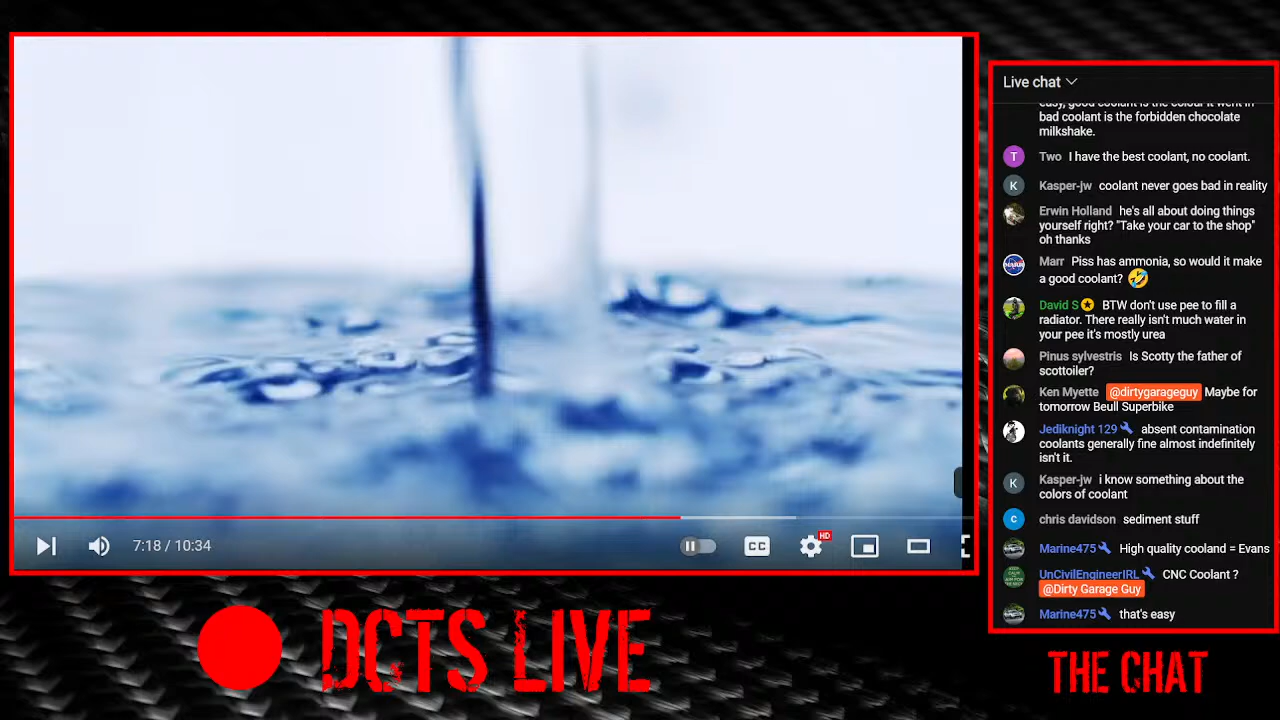 Live chat
easy, good coolant is the colour it went in
bad coolant is the forbidden chocolate
milkshake.
T Two I have the best coolant, no coolant.
K Kasper-jw coolant never goes bad in reality
Erwin Holland he's all about doing things
yourself right? "Take your car to the shop"
oh thanks
Marr Piss has ammonia, so would it make
a good coolant? 🤣
David S BTW don't use pee to fill a
radiator. There really isn't much water in
your pee it's mostly urea
Pinus sylvestris Is Scotty the father of
scottoiler?
Ken Myette @dirtygarageguy Maybe for
tomorrow Beull Superbike
Jediknight 129 absent contamination
coolants generally fine almost indefinitely
isn't it.
K Kasper-jw i know something about the
colors of coolant
c chris davidson sediment stuff
Marine475 High quality cooland = Evans
UnCivilEngineerIRL CNC Coolant ?
@Dirty Garage Guy
Marine475 that's easy
7:18 / 10:34
CC
HD
DCTS LIVE
THE CHAT